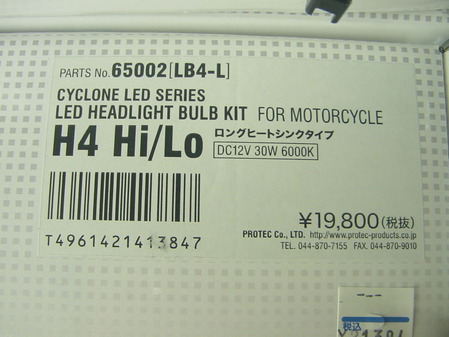 PARTS No. 65002[LB4-L]
CYCLONE LED SERIES
LED HEADLIGHT BULB KIT FOR MOTORCYCLE
H4 Hi/Lo ロングヒートシンクタイプ
DC12V 30W 6000K
T4961421413847
¥19,800(税抜)
PROTEC Co., LTD. http://www.protec-products.co.jp
TEL. 044-870-7155 FAX. 044-870-9010
税込